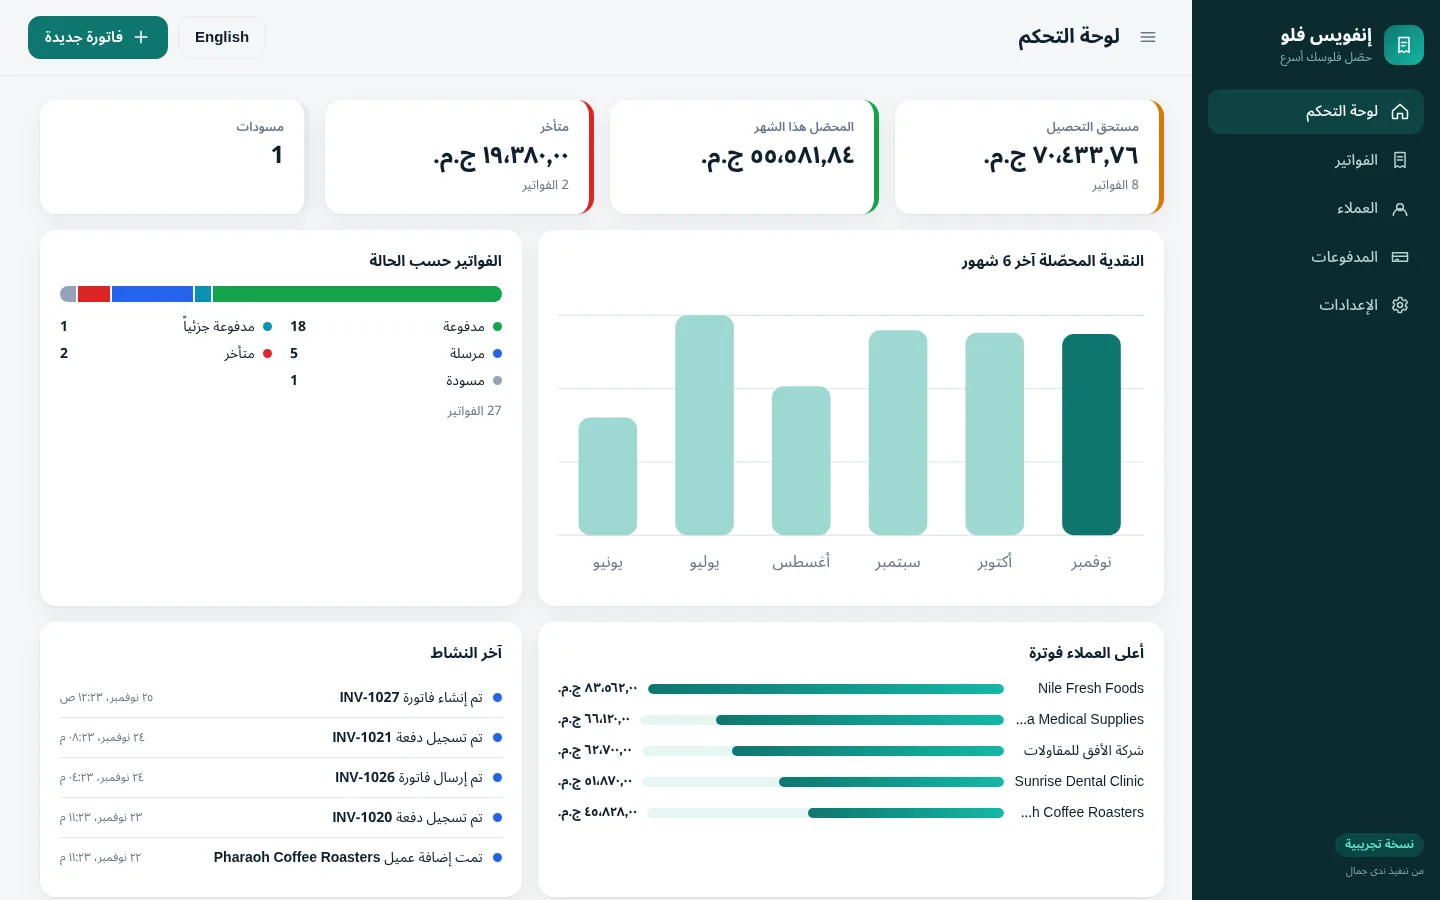 إنفويس فلو
حصّل فلوسك أسرع
لوحة التحكم
الفواتير
العملاء
المدفوعات
الإعدادات
نسخة تجريبية
من تنفيذ ندى جمال
لوحة التحكم
English
فاتورة جديدة
مستحق التحصيل
٧٠،٤٣٣,٧٦ ج.م.
8 الفواتير
المحصّل هذا الشهر
٥٥،٥٨١,٨٤ ج.م.
متأخر
١٩،٣٨٠,٠٠ ج.م.
2 الفواتير
مسودات
1
النقدية المحصّلة آخر 6 شهور
نوفمبر
أكتوبر
سبتمبر
أغسطس
يوليو
يونيو
الفواتير حسب الحالة
مدفوعة 18
مدفوعة جزئياً 1
مرسلة 5
متأخر 2
مسودة 1
27 الفواتير
أعلى العملاء فوترة
Nile Fresh Foods ٨٣،٥٦٢,٠٠ ج.م.
...a Medical Supplies ٦٦،١٢٠,٠٠ ج.م.
شركة الأفق للمقاولات ٦٢،٧٠٠,٠٠ ج.م.
Sunrise Dental Clinic ٥١،٨٧٠,٠٠ ج.م.
...h Coffee Roasters ٤٥،٨٢٨,٠٠ ج.م.
آخر النشاط
تم إنشاء فاتورة INV-1027 ٢٥ نوفمبر، ١٢:٢٣ ص
تم تسجيل دفعة INV-1021 ٢٤ نوفمبر، ٠٨:٢٣ م
تم إرسال فاتورة INV-1026 ٢٤ نوفمبر، ٠٤:٢٣ م
تم تسجيل دفعة INV-1020 ٢٣ نوفمبر، ١١:٢٣ م
تمت إضافة عميل Pharaoh Coffee Roasters ٢٢ نوفمبر، ١١:٢٣ م